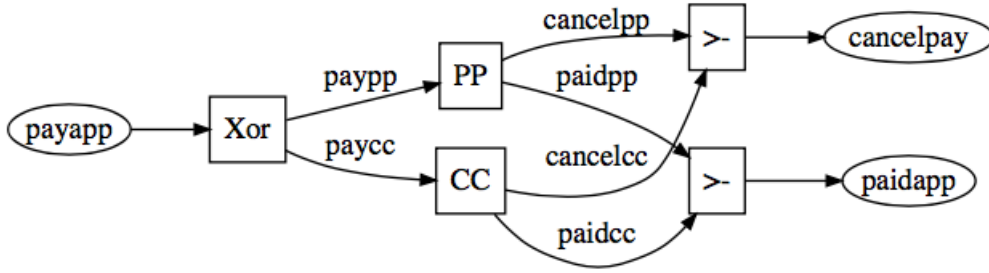 payapp
Xor
paypp
paycc
PP
CC
cancelpp
paidpp
cancelcc
paidcc
>-
>-
cancelpay
paidapp